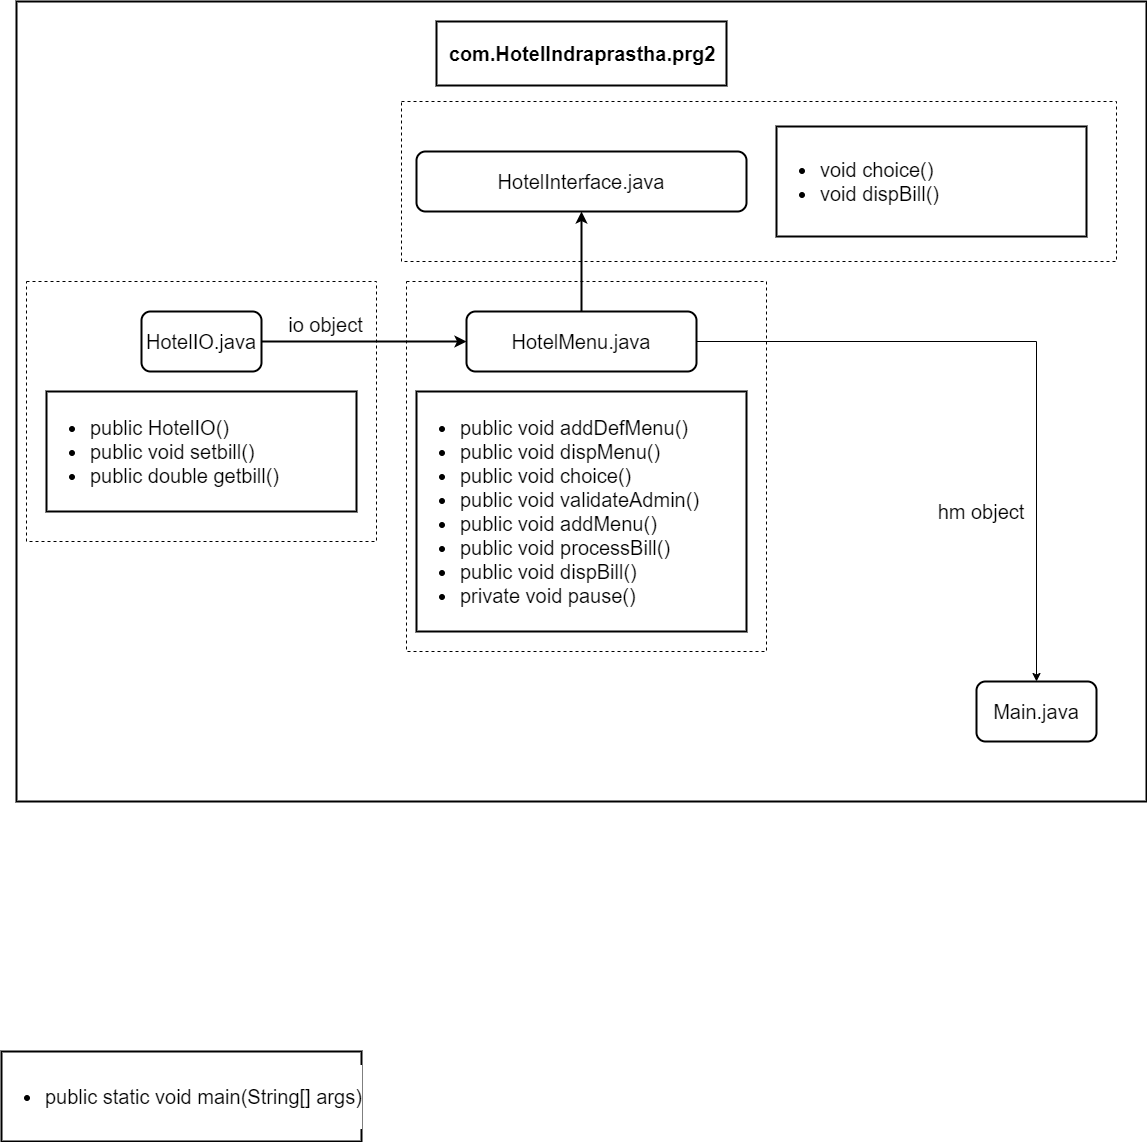 com.HotelIndraprastha.prg2
HotelInterface.java
• void choice()
• void dispBill()
HotelIO.java
io object
HotelMenu.java
• public HotelIO()
• public void setbill()
• public double getbill()
• public void addDefMenu()
• public void dispMenu()
• public void choice()
• public void validateAdmin()
• public void addMenu()
• public void processBill()
• public void dispBill()
• private void pause()
hm object
Main.java
• public static void main(String[] args)